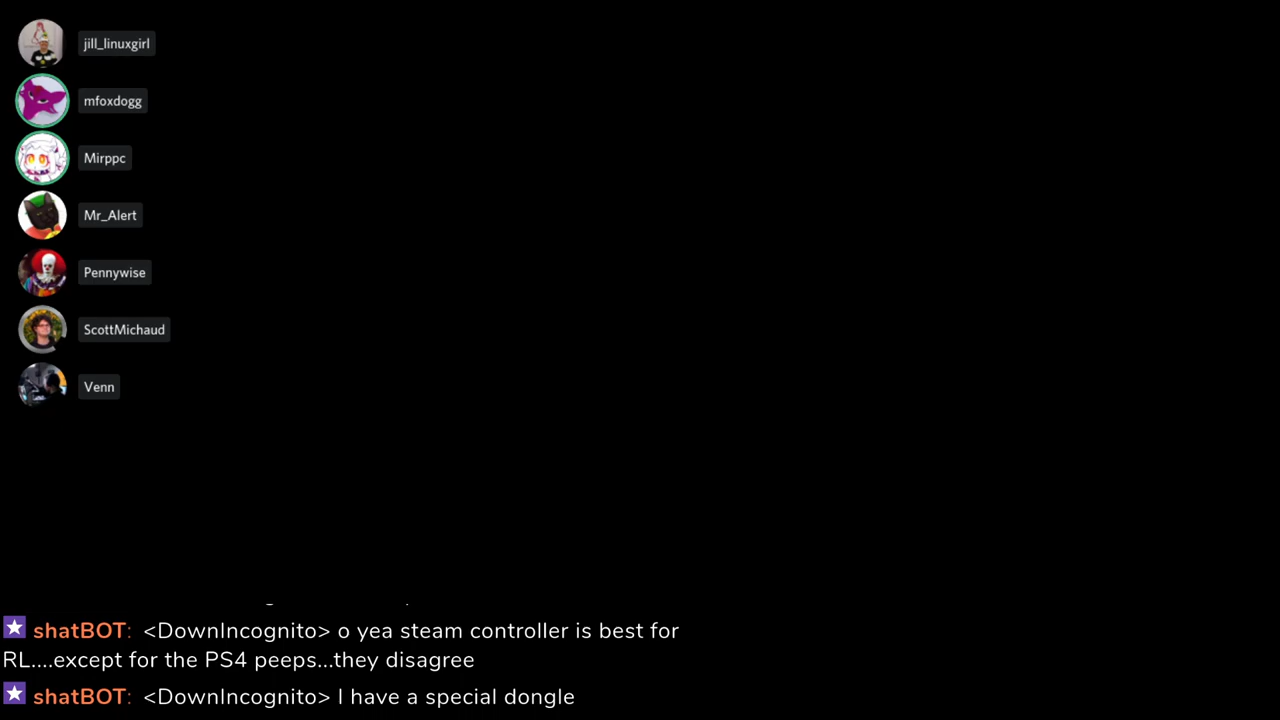 jill_linuxgirl
mfoxdogg
Mirppc
Mr_Alert
Pennywise
ScottMichaud
Venn
shatBOT: <DownIncognito> o yea steam controller is best for
RL....except for the PS4 peeps...they disagree
shatBOT: <DownIncognito> I have a special dongle